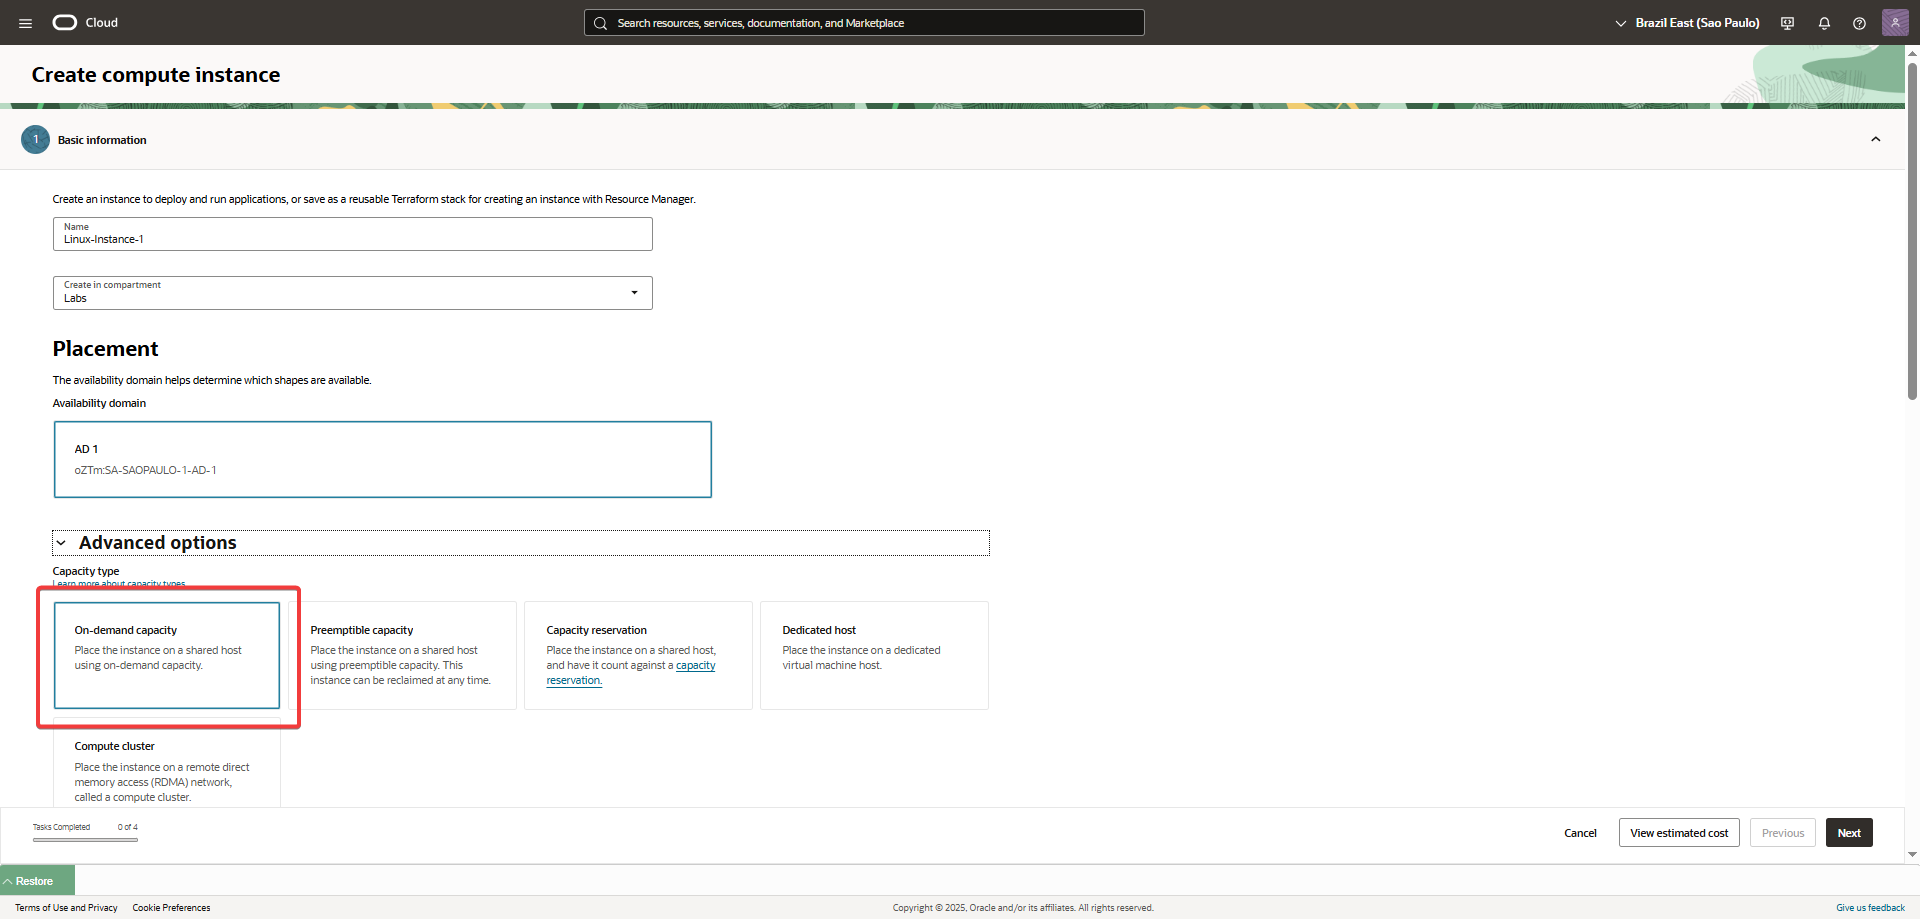 Cloud
Search resources, services, documentation, and Marketplace
Brazil East (Sao Paulo)
Create compute instance
1
Basic information
Create an instance to deploy and run applications, or save as a reusable Terraform stack for creating an instance with Resource Manager.
Name
Linux-Instance-1
Create in compartment
Labs
Placement
The availability domain helps determine which shapes are available.
Availability domain
AD 1
oZTm:SA-SAOPAULO-1-AD-1
Advanced options
Capacity type
Learn more about capacity types
On-demand capacity
Place the instance on a shared host
using on-demand capacity.
Preemptible capacity
Place the instance on a shared host
using preemptible capacity. This
instance can be reclaimed at any time.
Capacity reservation
Place the instance on a shared host,
and have it count against a capacity
reservation.
Dedicated host
Place the instance on a dedicated
virtual machine host.
Compute cluster
Place the instance on a remote direct
memory access (RDMA) network,
called a compute cluster.
Tasks Completed 0 of 4
Cancel
View estimated cost
Previous
Next
Restore
Terms of Use and Privacy
Cookie Preferences
Copyright © 2025, Oracle and/or its affiliates. All rights reserved.
Give us feedback